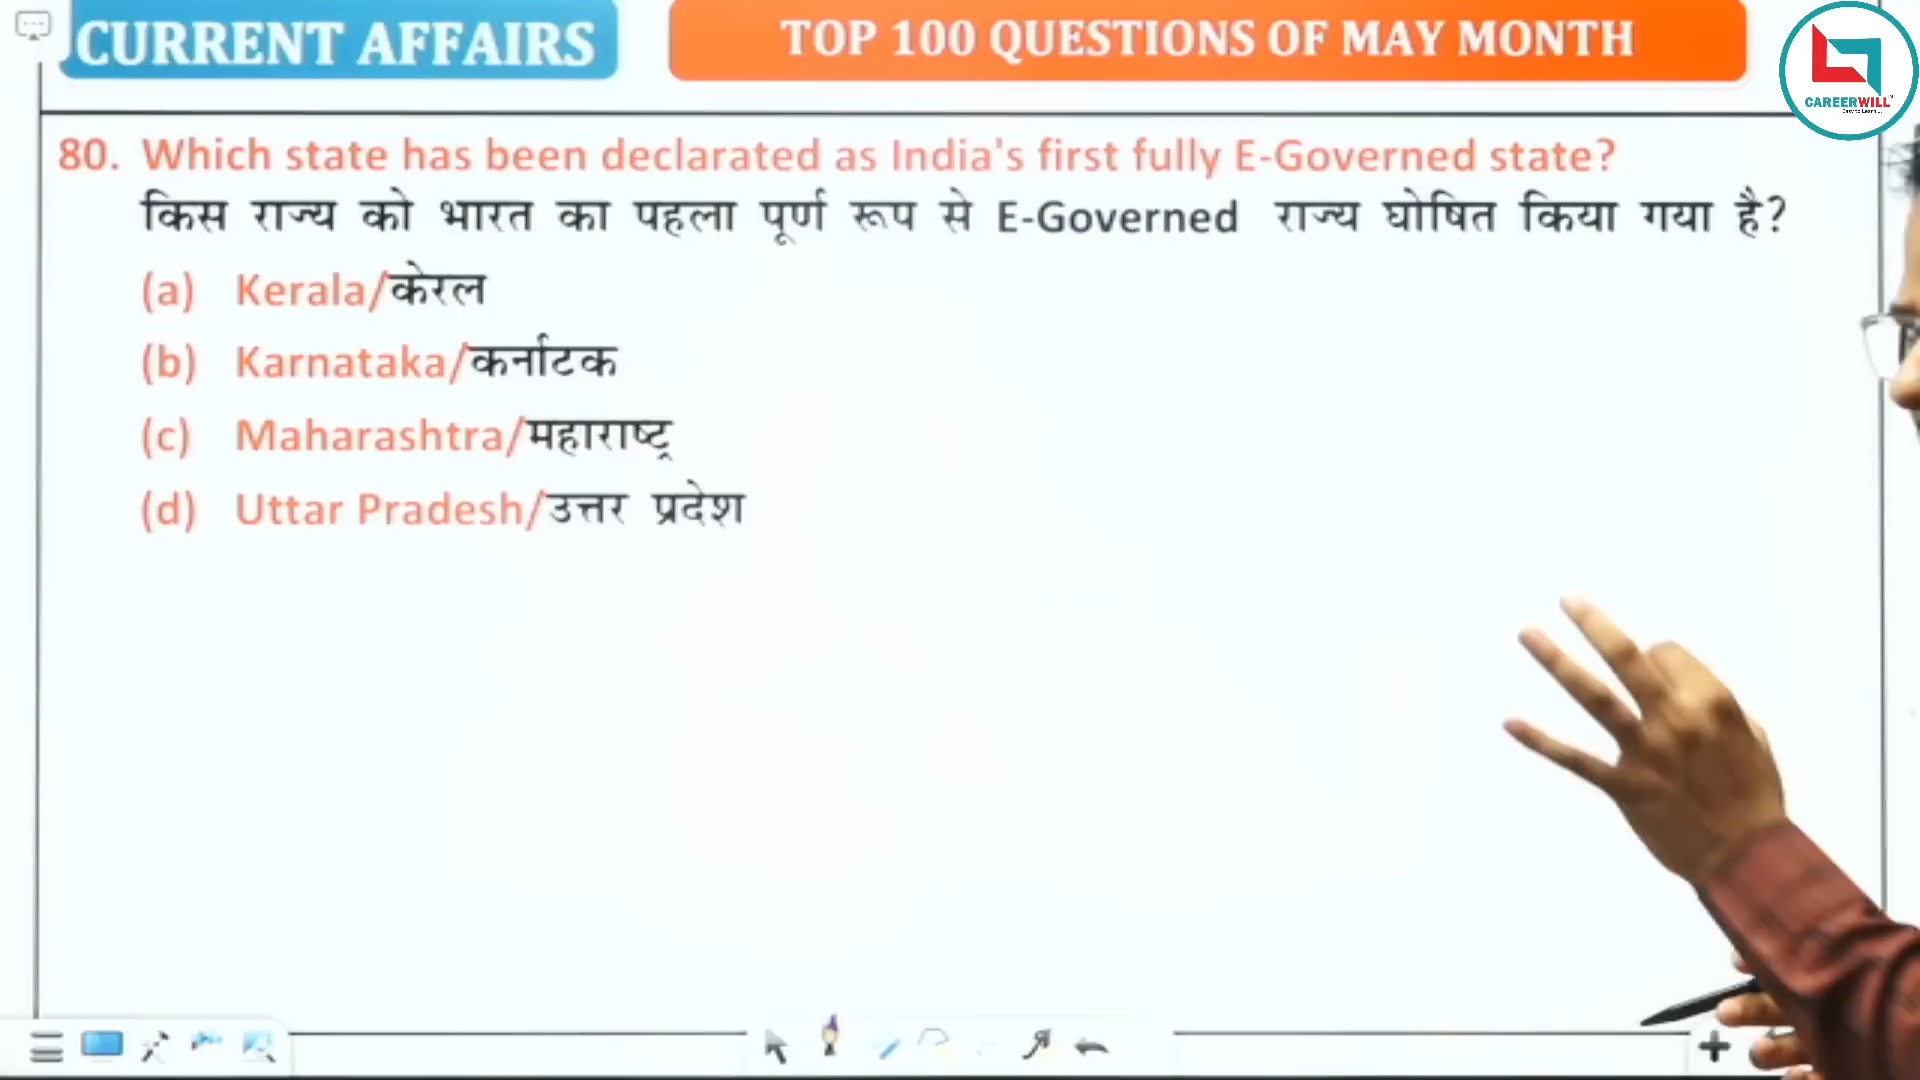 CURRENT AFFAIRS
TOP 100 QUESTIONS OF MAY MONTH
CAREERWILL
80. Which state has been declarated as India's first fully E-Governed state?
किस राज्य को भारत का पहला पूर्ण रूप से E-Governed राज्य घोषित किया गया है?
(a) Kerala/केरल
(b) Karnataka/कर्नाटक
(c) Maharashtra/महाराष्ट्र
(d) Uttar Pradesh/उत्तर प्रदेश